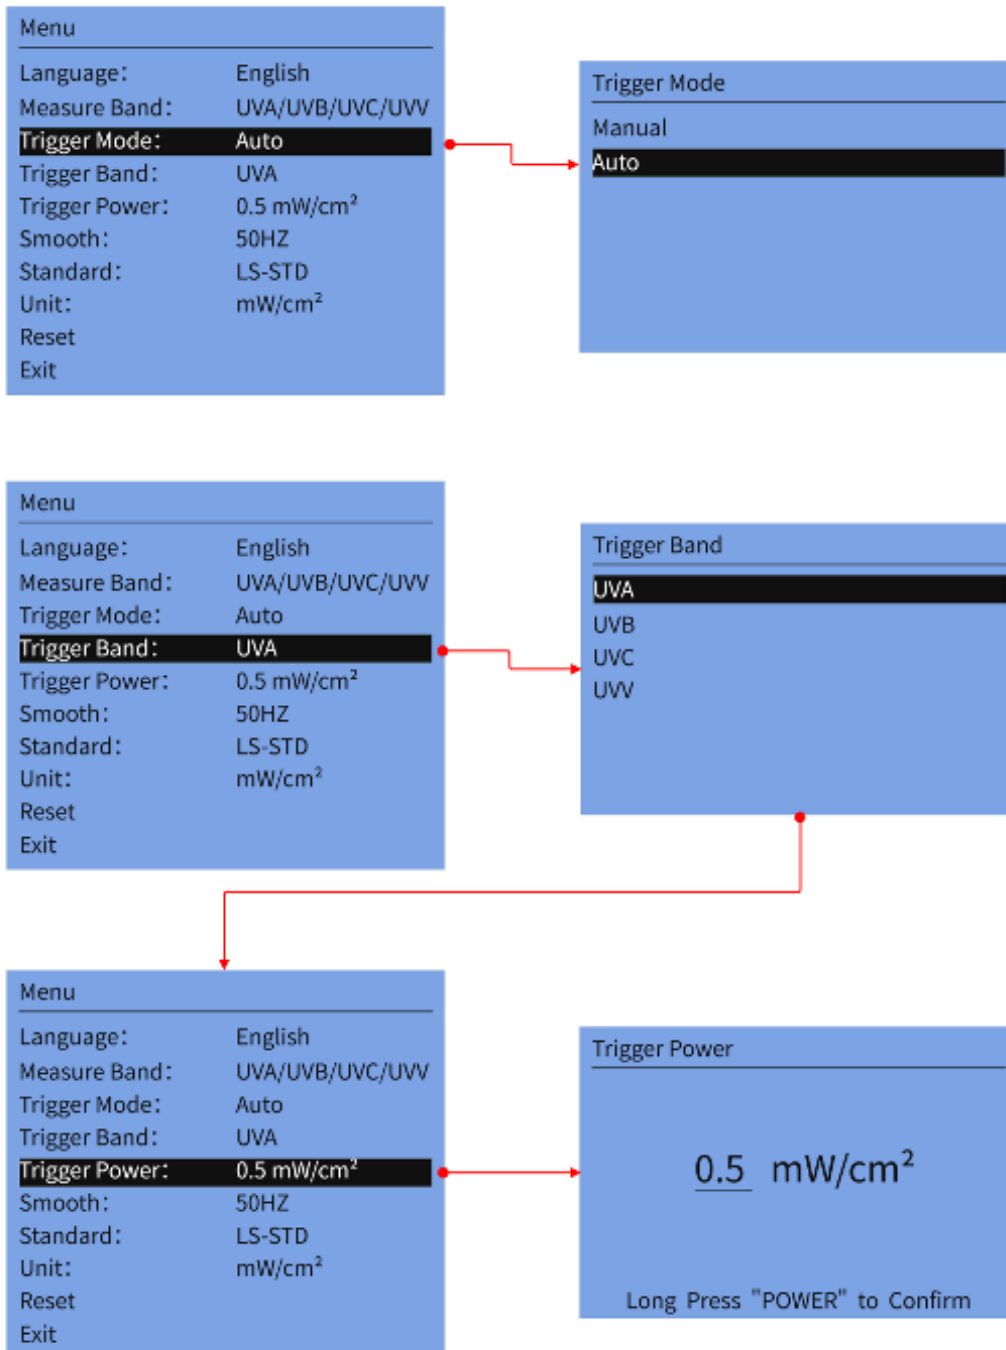 Menu
Language: English
Measure Band: UVA/UVB/UVC/UVV
Trigger Mode: Auto
Trigger Band: UVA
Trigger Power: 0.5 mW/cm²
Smooth: 50HZ
Standard: LS-STD
Unit: mW/cm²
Reset
Exit
Trigger Mode
Manual
Auto
Menu
Language: English
Measure Band: UVA/UVB/UVC/UVV
Trigger Mode: Auto
Trigger Band: UVA
Trigger Power: 0.5 mW/cm²
Smooth: 50HZ
Standard: LS-STD
Unit: mW/cm²
Reset
Exit
Trigger Band
UVA
UVB
UVC
UVV
Menu
Language: English
Measure Band: UVA/UVB/UVC/UVV
Trigger Mode: Auto
Trigger Band: UVA
Trigger Power: 0.5 mW/cm²
Smooth: 50HZ
Standard: LS-STD
Unit: mW/cm²
Reset
Exit
Trigger Power
0.5 mW/cm²
Long Press "POWER" to Confirm